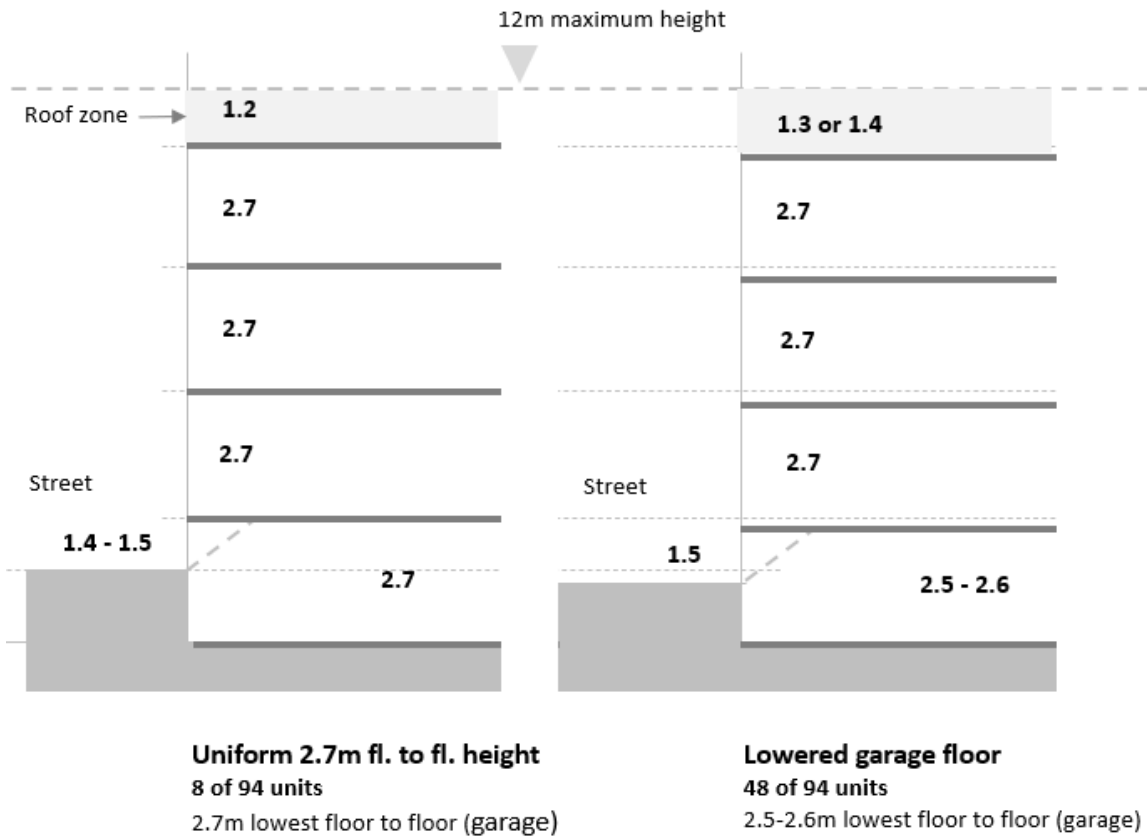 12m maximum height
Roof zone
1.2
2.7
2.7
2.7
Street
1.4 - 1.5
2.7
1.3 or 1.4
2.7
2.7
2.7
Street
1.5
2.5 - 2.6
Uniform 2.7m fl. to fl. height
8 of 94 units
2.7m lowest floor to floor (garage)
Lowered garage floor
48 of 94 units
2.5-2.6m lowest floor to floor (garage)